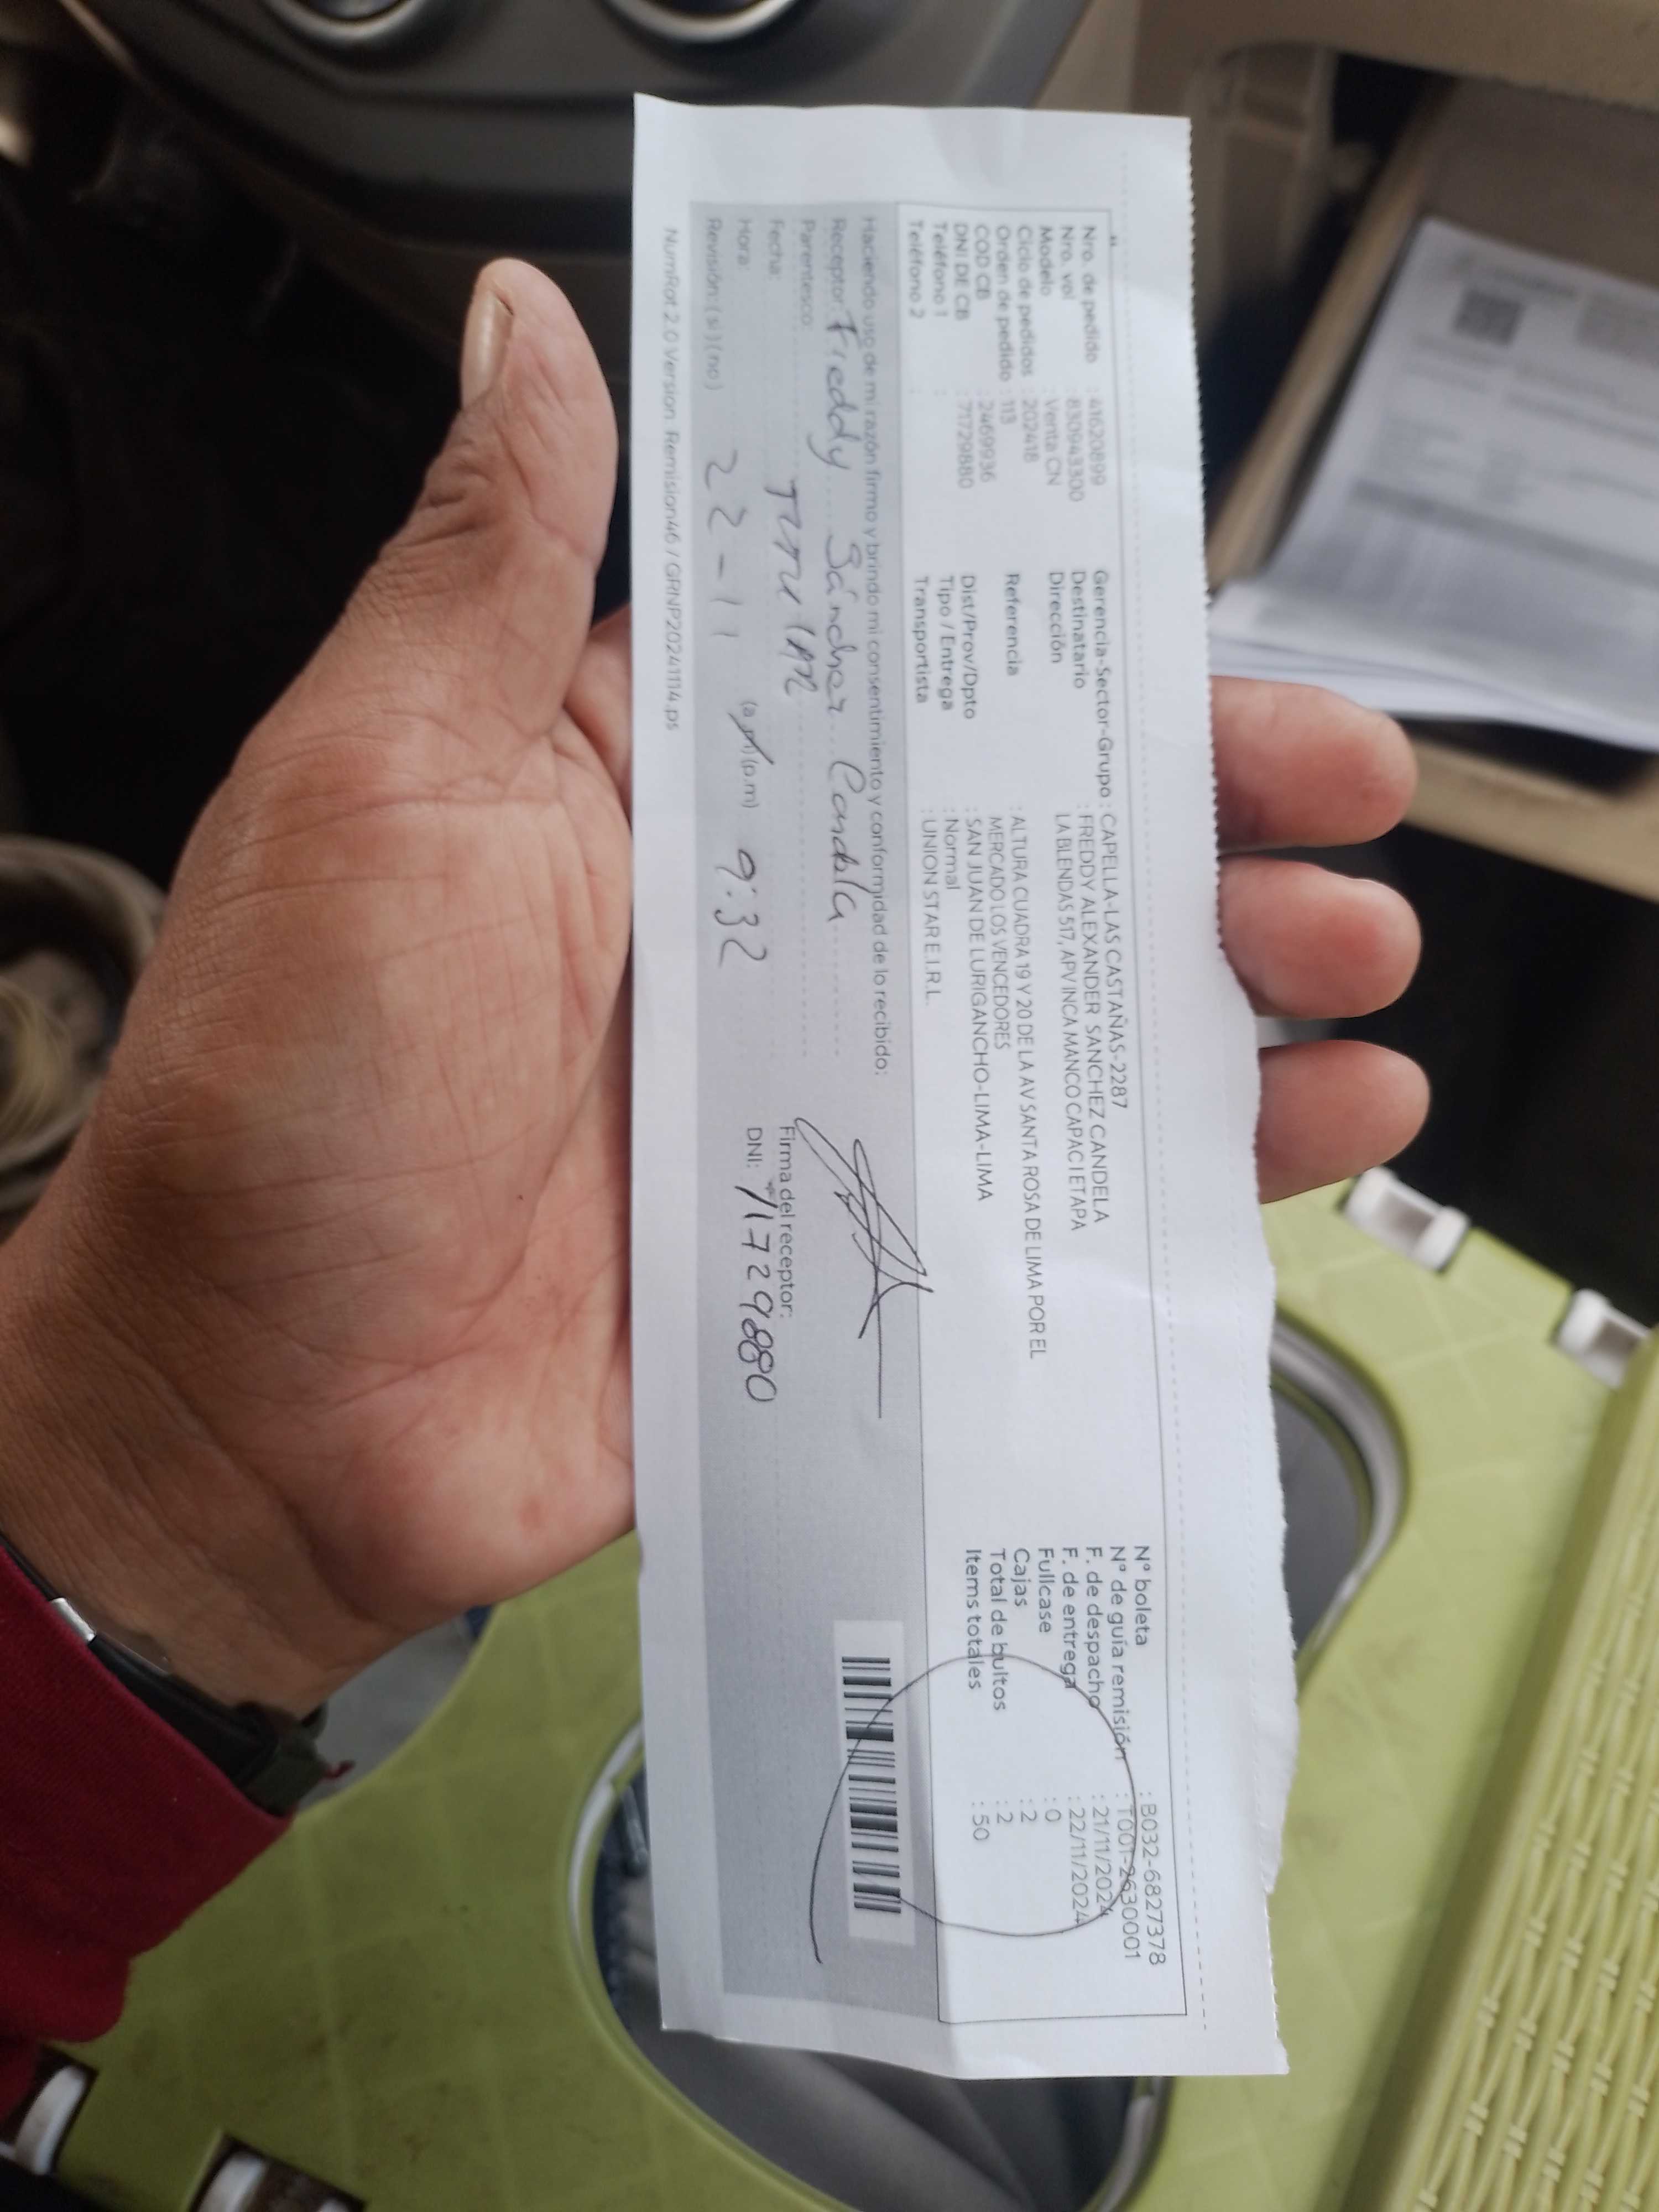 Nro. de pedido : 41620899
Nro. vol : 830943300
Modelo : Venta CN
Ciclo de pedidos : 202418
Orden de pedido : 113
COD CB : 2469936
DNI DE CB : 71729880
Teléfono 1 :
Teléfono 2 :
Gerencia-Sector-Grupo : CAPELLA-LAS CASTAÑAS-2287
Destinatario : FREDDY ALEXANDER SANCHEZ CANDELA
Dirección LABLENDAS 517, APV INCA MANCO CAPAC I ETAPA
Referencia : ALTURA CUADRA 19 Y 20 DE LA AV SANTA ROSA DE LIMA POR EL
MERCADO LOS VENCEDORES
Dist/Prov/Dpto : SAN JUAN DE LURIGANCHO-LIMA-LIMA
Tipo / Entrega : Normal
Transportista : UNION STAR E.I.R.L.
N° boleta : B032-6827378
N° de guía remisión : T001-2630001
F. de despacho : 21/11/2024
F. de entrega : 22/11/2024
Fullcase : 0
Cajas : 2
Total de bultos : 2
Items totales : 50
Haciendo uso de mi razón firmo y brindo mi consentimiento y conformidad de lo recibido:
Receptor: Freddy Sánchez Candela
Parentesco: TITULAR
Fecha: 22-11
Hora: (a.m)(p.m) 9:32
Revisión: (si)(no)
Firma del receptor:
DNI: 71729880
NumRot 2.0 Version Remision46 / GRNP20241114.ps